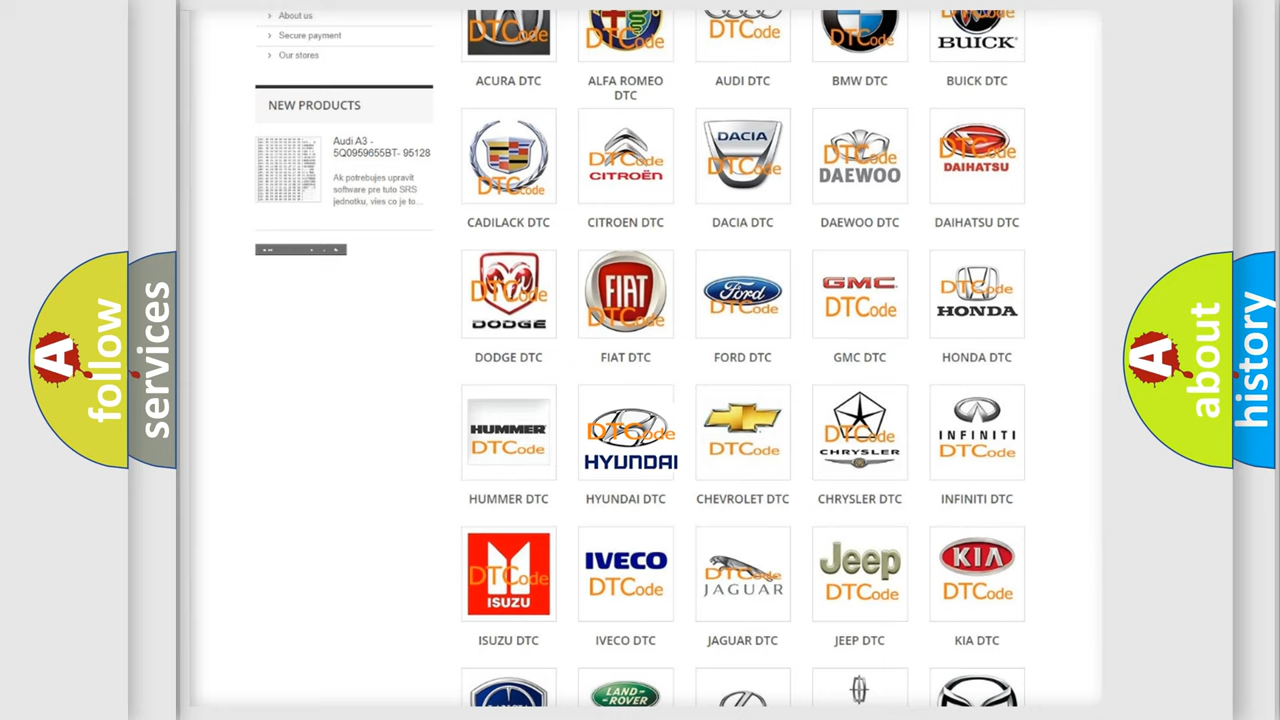 About us
Secure payment
Our stores
NEW PRODUCTS
Audi A3 -
5Q0959655BT- 95128
Ak potrebujes upravit
software pre tuto SRS
jednotku, vies co je to...
DTCode
DTCode
DTCode
DTCode
BUICK
ACURA DTC
ALFA ROMEO
DTC
AUDI DTC
BMW DTC
BUICK DTC
DTCode
DTCode
CITROËN
DACIA
DTCode
DTCode
DAEWOO
DTCode
DAIHATSU
CADILACK DTC
CITROEN DTC
DACIA DTC
DAEWOO DTC
DAIHATSU DTC
DTCode
DODGE
FIAT
DTCode
Ford
DTCode
GMC
DTCode
DTCode
HONDA
DODGE DTC
FIAT DTC
FORD DTC
GMC DTC
HONDA DTC
HUMMER
DTCode
DTCode
HYUNDAI
DTCode
DTCode
CHRYSLER
INFINITI
DTCode
HUMMER DTC
HYUNDAI DTC
CHEVROLET DTC
CHRYSLER DTC
INFINITI DTC
DTCode
ISUZU
IVECO
DTCode
DTCode
JAGUAR
Jeep
DTCode
KIA
DTCode
ISUZU DTC
IVECO DTC
JAGUAR DTC
JEEP DTC
KIA DTC
LAND-
ROVER
A
follow
services
A
about
history